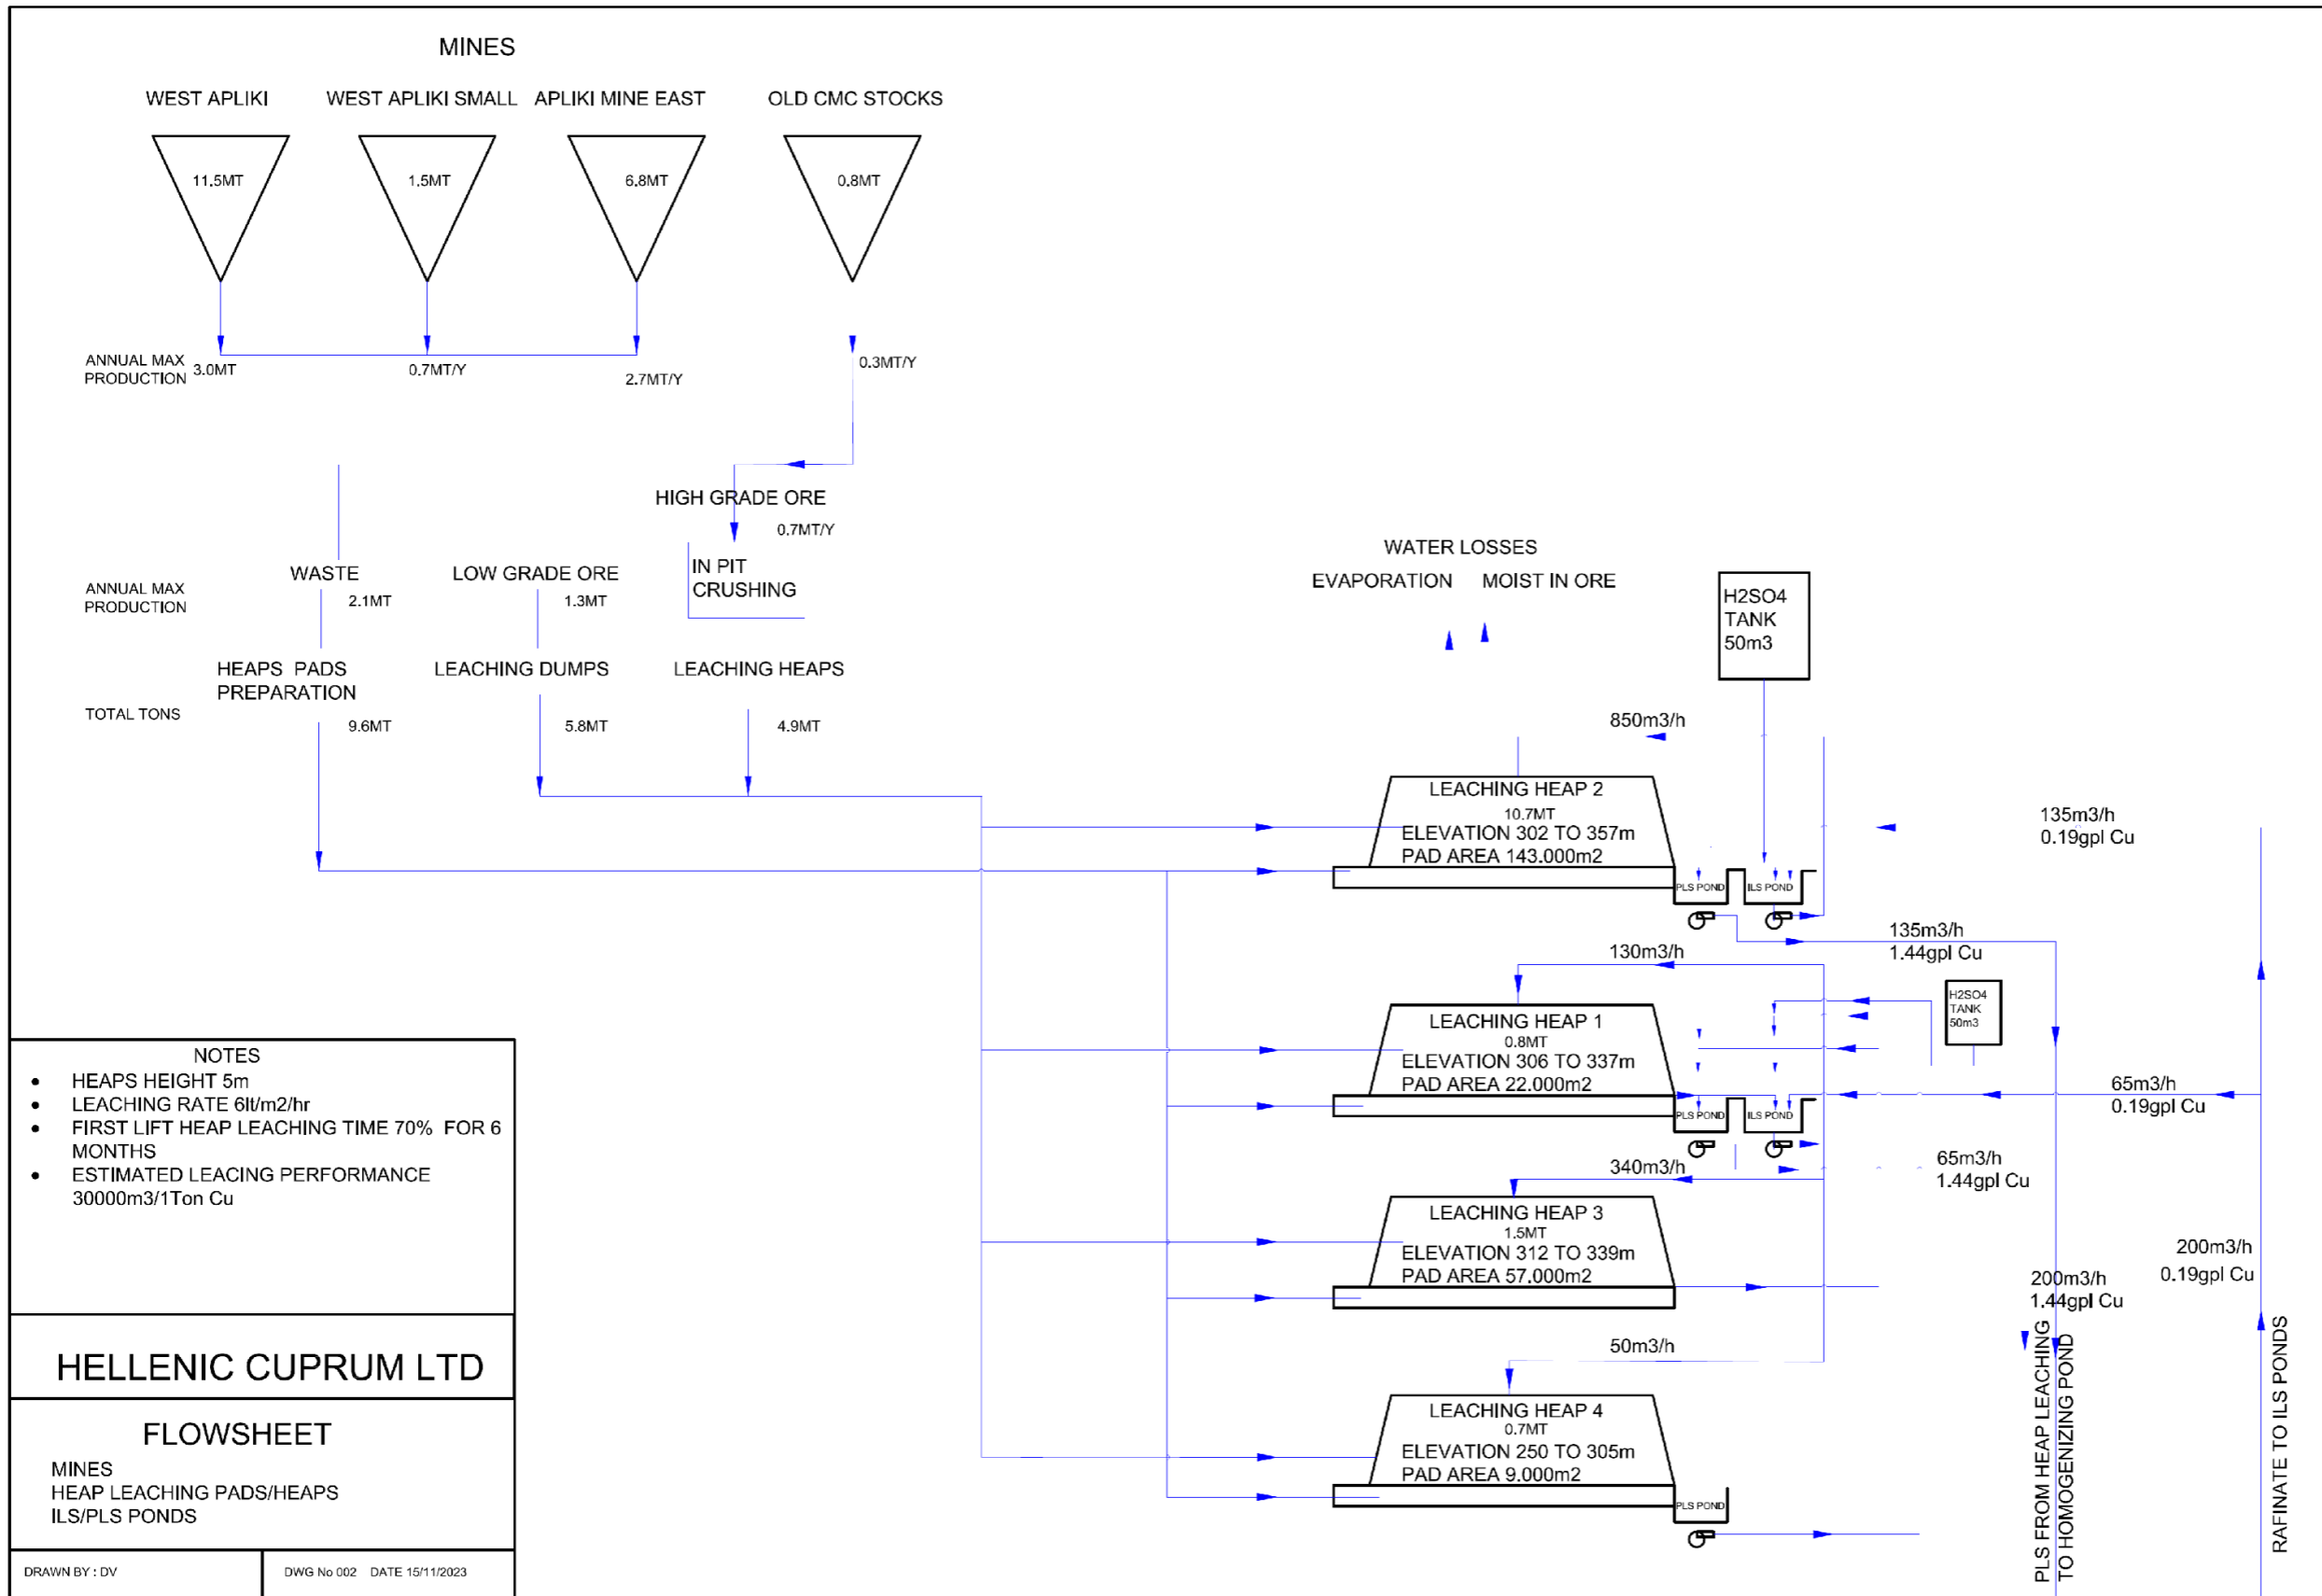 MINES
WEST APLIKI
WEST APLIKI SMALL
APLIKI MINE EAST
OLD CMC STOCKS
11.5MT
1.5MT
6.8MT
0.8MT
ANNUAL MAX
PRODUCTION
3.0MT
0.7MT/Y
2.7MT/Y
0.3MT/Y
HIGH GRADE ORE
0.7MT/Y
IN PIT
CRUSHING
ANNUAL MAX
PRODUCTION
WASTE
2.1MT
LOW GRADE ORE
1.3MT
HEAPS PADS
PREPARATION
LEACHING DUMPS
LEACHING HEAPS
TOTAL TONS
9.6MT
5.8MT
4.9MT
WATER LOSSES
EVAPORATION
MOIST IN ORE
H2SO4
TANK
50m3
850m3/h
LEACHING HEAP 2
10.7MT
ELEVATION 302 TO 357m
PAD AREA 143.000m2
PLS POND
ILS POND
135m3/h
0.19gpl Cu
135m3/h
1.44gpl Cu
130m3/h
LEACHING HEAP 1
0.8MT
ELEVATION 306 TO 337m
PAD AREA 22.000m2
PLS POND
ILS POND
H2SO4
TANK
50m3
65m3/h
0.19gpl Cu
65m3/h
1.44gpl Cu
340m3/h
LEACHING HEAP 3
1.5MT
ELEVATION 312 TO 339m
PAD AREA 57.000m2
200m3/h
0.19gpl Cu
200m3/h
1.44gpl Cu
50m3/h
LEACHING HEAP 4
0.7MT
ELEVATION 250 TO 305m
PAD AREA 9.000m2
PLS POND
PLS FROM HEAP LEACHING
TO HOMOGENIZING POND
RAFINATE TO ILS PONDS
NOTES
• HEAPS HEIGHT 5m
• LEACHING RATE 6lt/m2/hr
• FIRST LIFT HEAP LEACHING TIME 70% FOR 6
MONTHS
• ESTIMATED LEACING PERFORMANCE
30000m3/1Ton Cu
HELLENIC CUPRUM LTD
FLOWSHEET
MINES
HEAP LEACHING PADS/HEAPS
ILS/PLS PONDS
DRAWN BY : DV
DWG No 002 DATE 15/11/2023